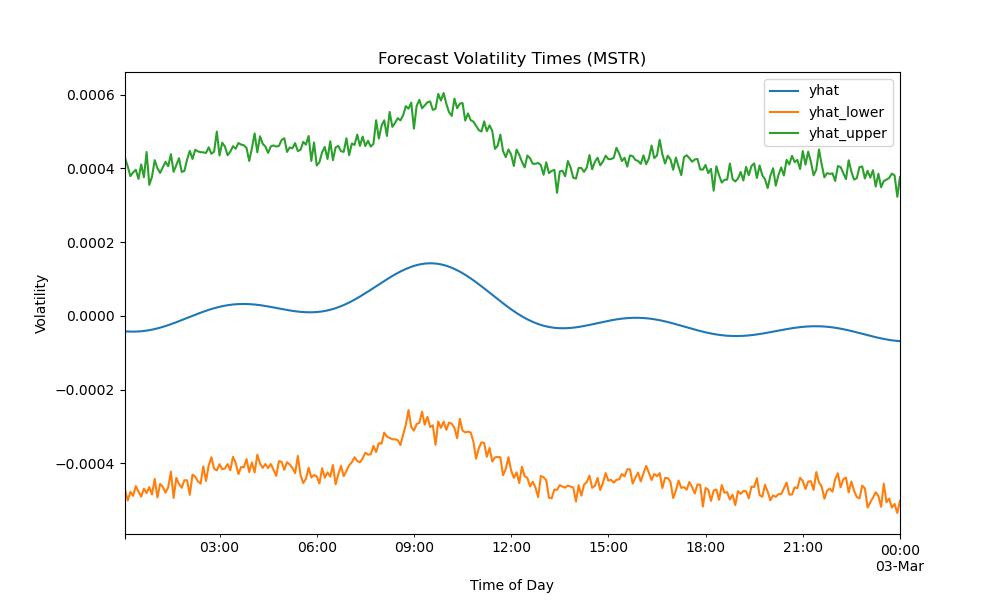 Forecast Volatility Times (MSTR)
yhat
yhat_lower
yhat_upper
0.0006
0.0004
0.0002
0.0000
−0.0002
−0.0004
Volatility
03:00 06:00 09:00 12:00 15:00 18:00 21:00 00:00
03-Mar
Time of Day